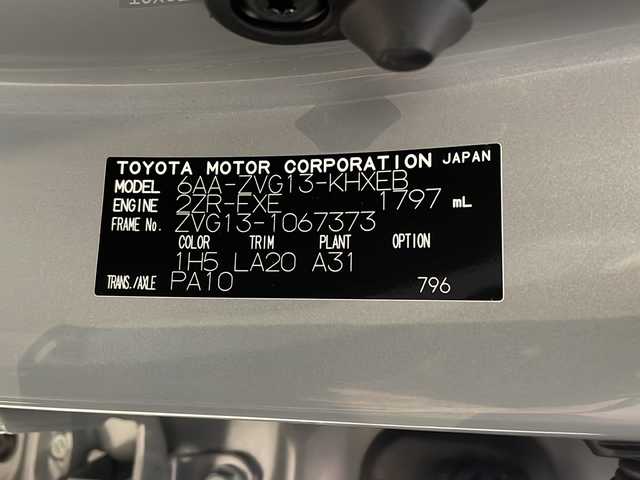 TOYOTA MOTOR CORPORATION JAPAN
MODEL 6AA-ZVG13-KHXEB
ENGINE 2ZR-EXE 1797 mL
FRAME No. ZVG13-1067373
COLOR TRIM PLANT OPTION
1H5 LA20 A31
TRANS./AXLE PA10 796